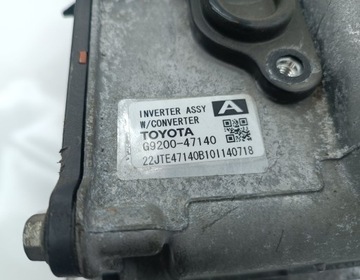 INVERTER ASSY
W/CONVERTER
A
TOYOTA
G9200-47140
22JTE47140B101140718